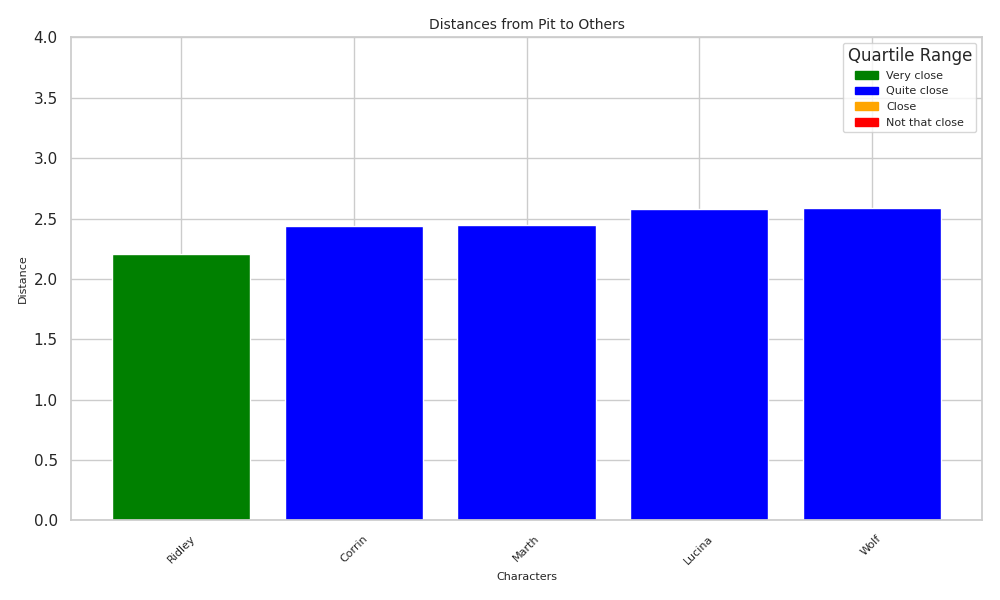 Distances from Pit to Others
4.0
3.5
3.0
2.5
2.0
1.5
1.0
0.5
0.0
Distance
Quartile Range
Very close
Quite close
Close
Not that close
Ridley
Corrin
Marth
Lucina
Wolf
Characters